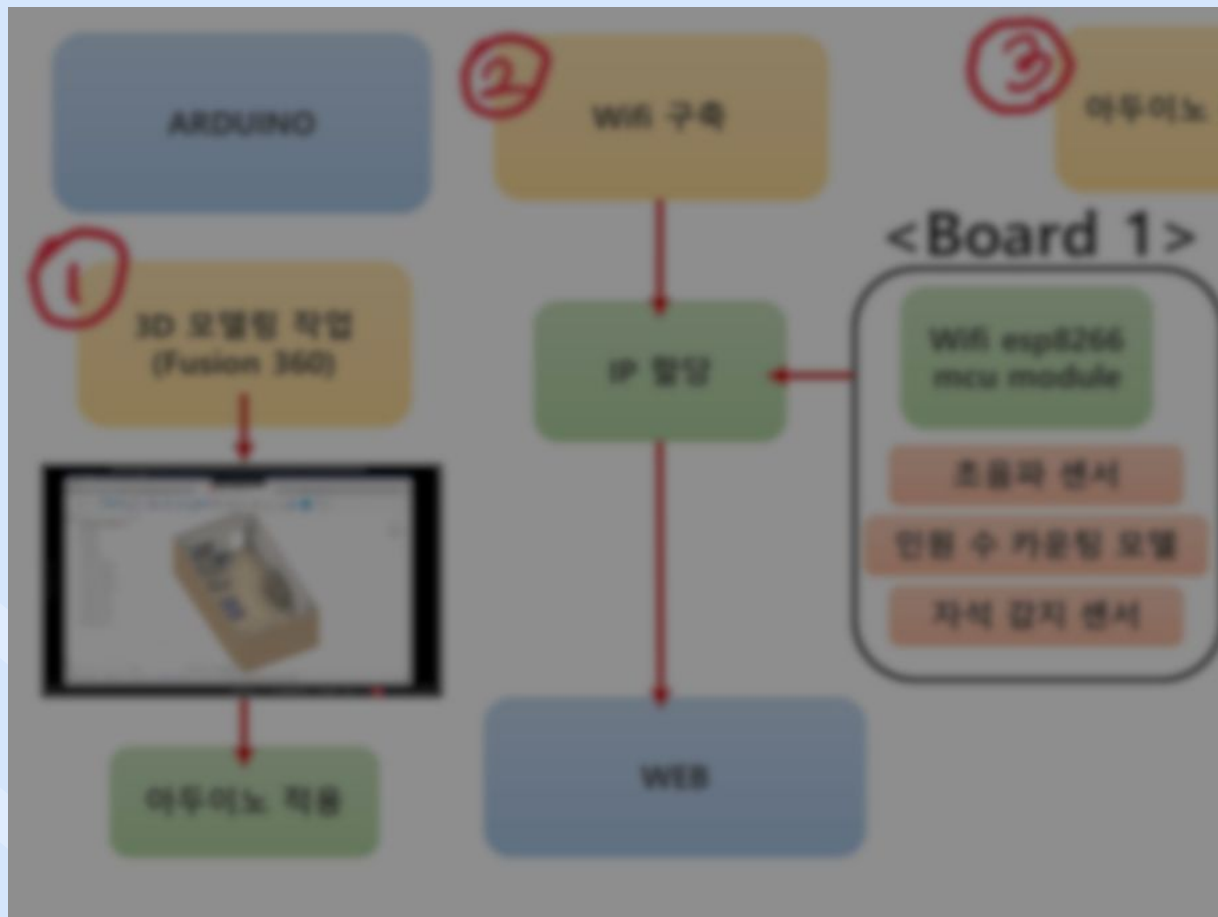 ARDUINO
①
3D 모델링 작업
(Fusion 360)
아두이노 적용
②
Wifi 구축
IP 할당
WEB
③
아두이노
<Board 1>
Wifi esp8266
mcu module
초음파 센서
인원 수 카운팅 모델
자석 감지 센서